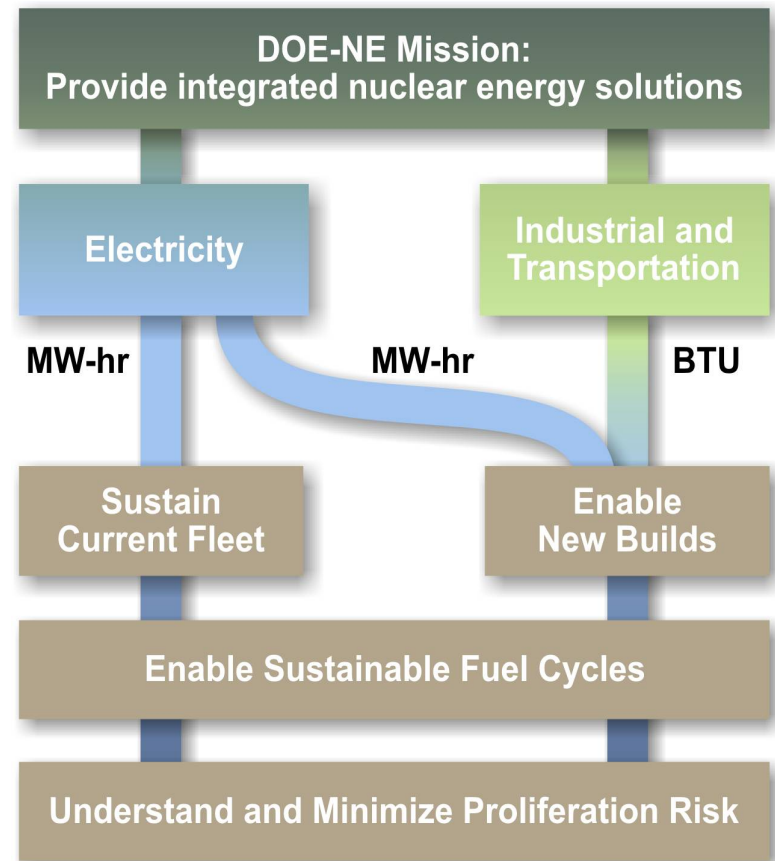 DOE-NE Mission:
Provide integrated nuclear energy solutions
Electricity
Industrial and
Transportation
MW-hr
MW-hr
BTU
Sustain
Current Fleet
Enable
New Builds
Enable Sustainable Fuel Cycles
Understand and Minimize Proliferation Risk